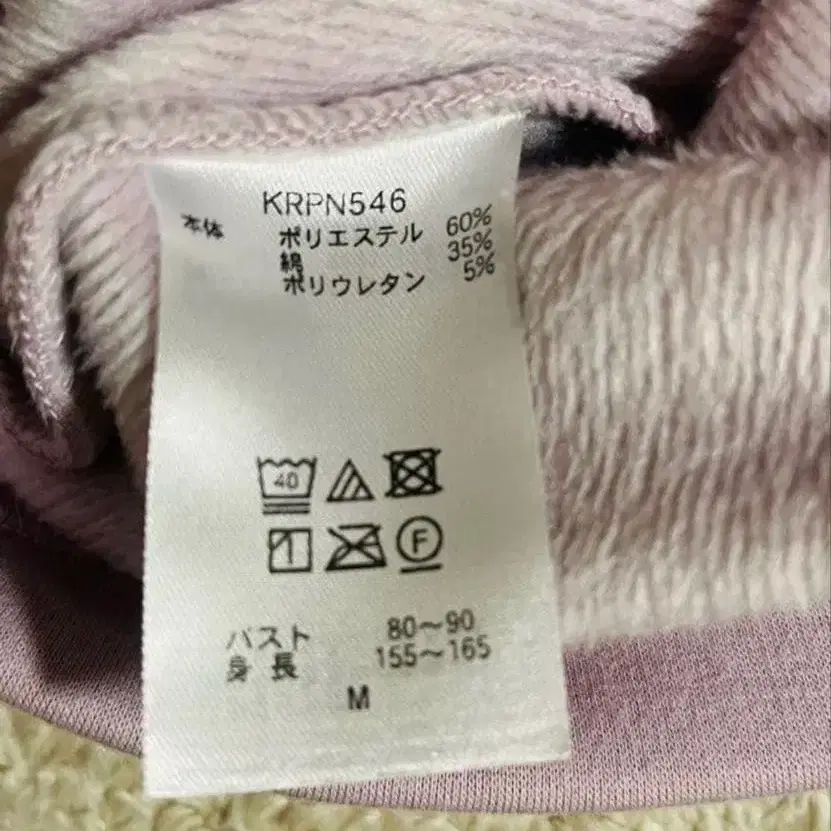 KRPN546
本体 ポリエステル 60%
綿 35%
ポリウレタン 5%
40
F
バスト 80～90
身長 155～165
M